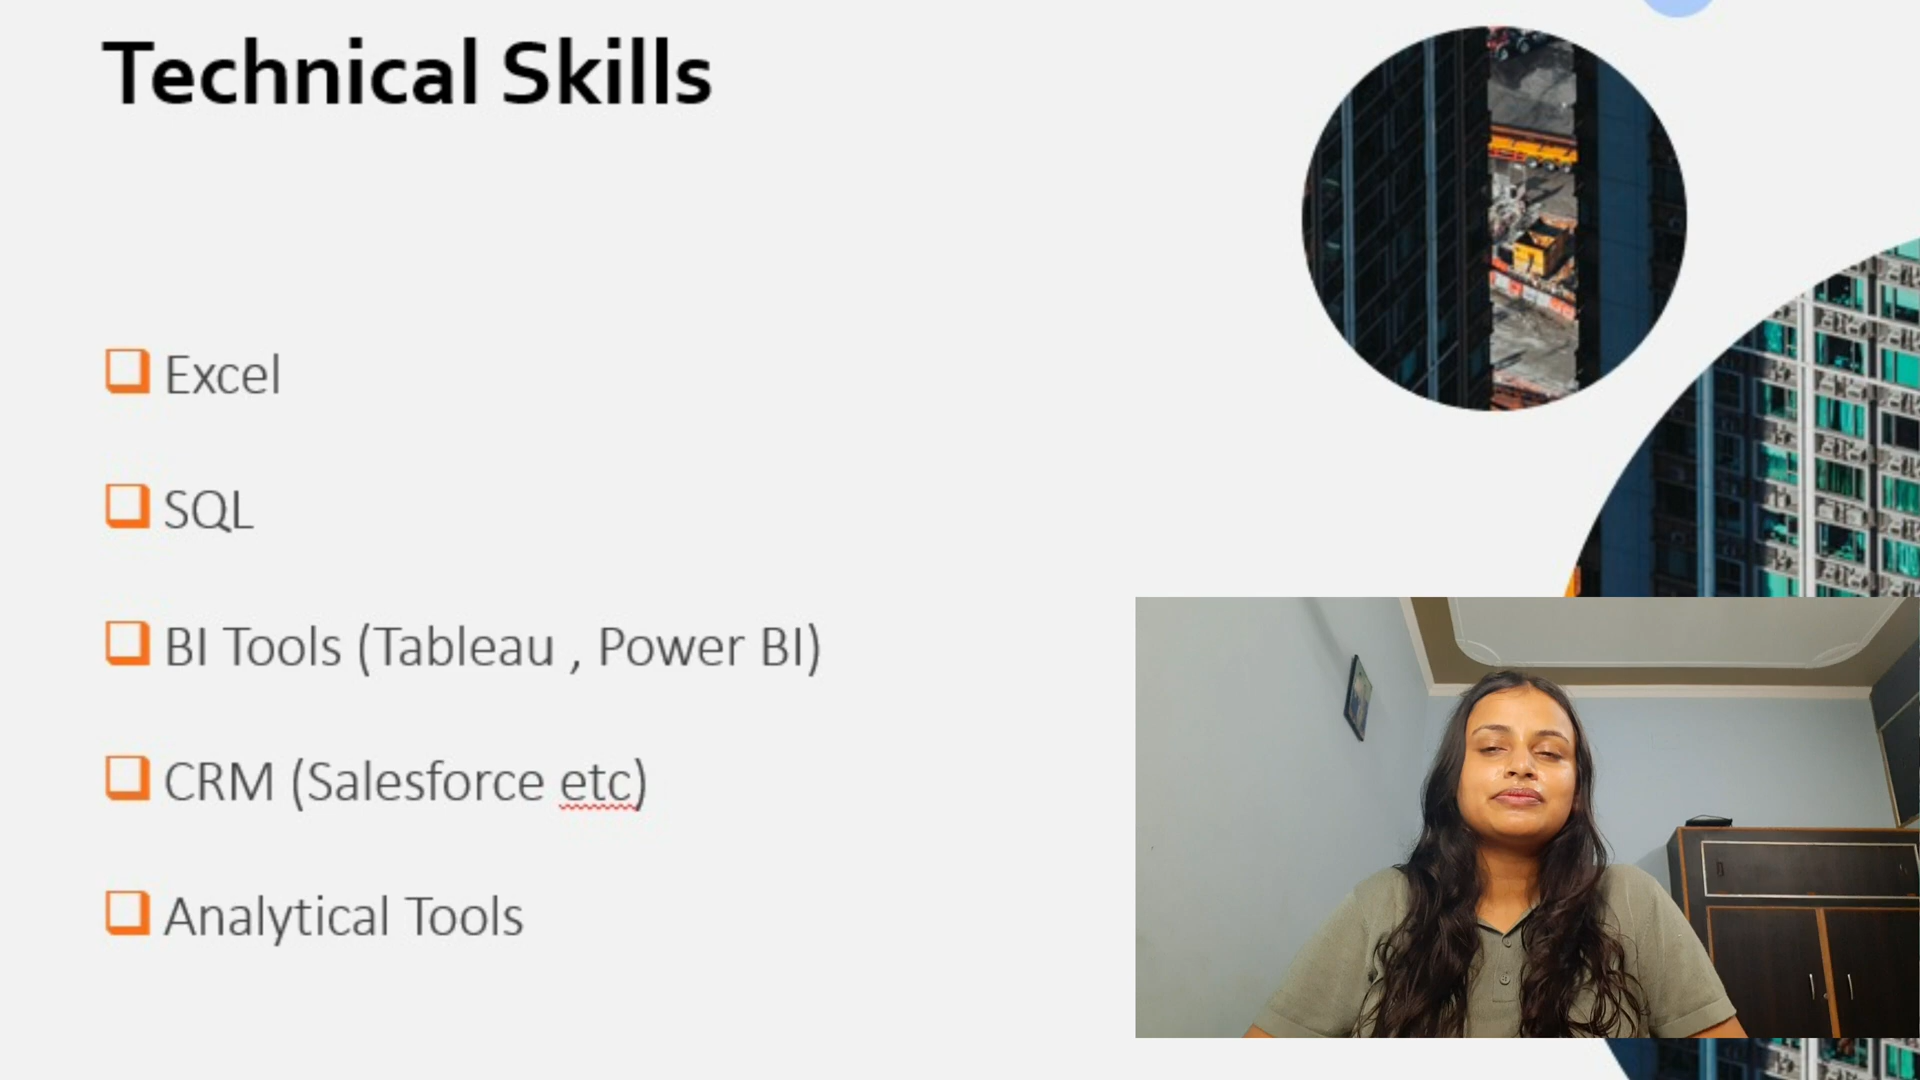 Technical Skills
Excel
SQL
BI Tools (Tableau , Power BI)
CRM (Salesforce etc)
Analytical Tools